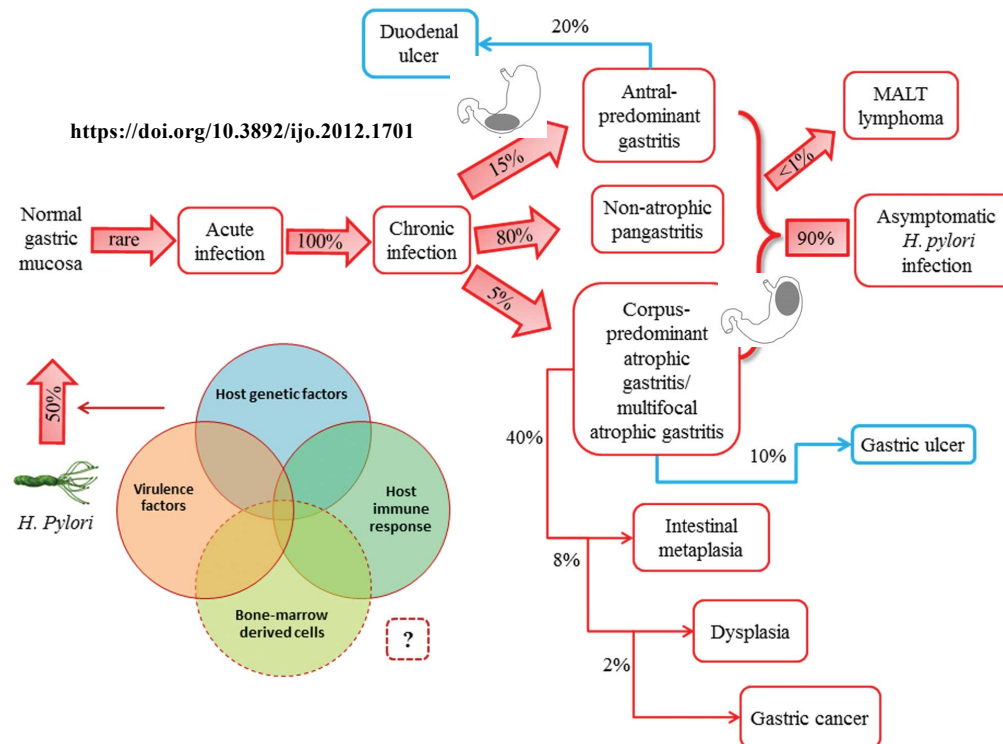 Duodenal
ulcer
20%
Antral-
predominant
gastritis
MALT
lymphoma
https://doi.org/10.3892/ijo.2012.1701
15%
<1%
Normal
gastric
mucosa
rare
Acute
infection
100%
Chronic
infection
80%
Non-atrophic
pangastritis
90%
Asymptomatic
H. pylori
infection
5%
Corpus-
predominant
atrophic
gastritis/
multifocal
atrophic gastritis
50%
H. Pylori
Host genetic factors
Virulence
factors
Host
immune
response
Bone-marrow
derived cells
?
40%
10%
Gastric ulcer
Intestinal
metaplasia
8%
Dysplasia
2%
Gastric cancer